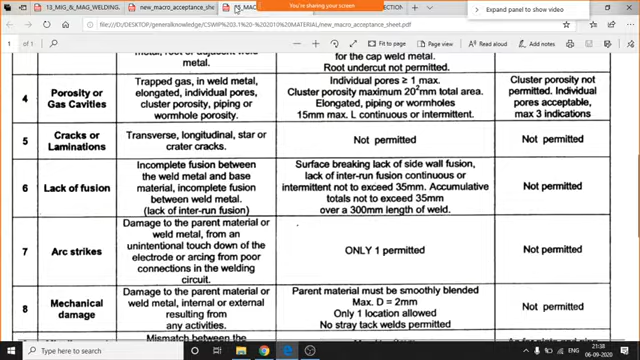 13_MIG_&_MAG_WELDING.
new_macro_acceptance_sheet.pdf
You're sharing your screen
Expand panel to show video
file:///D:/DESKTOP/generalknowledge/CSWIP%203.1%20-%202010%20MATERIAL/new_macro_acceptance_sheet.pdf
1 of 1
Fit to page
Page view
Read aloud
Add notes
metal, root or adjacent weld
metal.
for the cap weld metal.
Root undercut not permitted.
4
Porosity or
Gas Cavities
Trapped gas, in weld metal,
elongated, individual pores,
cluster porosity, piping or
wormhole porosity.
Individual pores ≥ 1 max.
Cluster porosity maximum 20²mm total area.
Elongated, piping or wormholes
15mm max. L continuous or intermittent.
Cluster porosity not
permitted. Individual
pores acceptable,
max 3 indications
5
Cracks or
Laminations
Transverse, longitudinal, star or
crater cracks.
Not permitted
Not permitted
6
Lack of fusion
Incomplete fusion between
the weld metal and base
material, incomplete fusion
between weld metal.
(lack of inter-run fusion)
Surface breaking lack of side wall fusion,
lack of inter-run fusion continuous or
intermittent not to exceed 35mm. Accumulative
totals not to exceed 35mm
over a 300mm length of weld.
Not permitted
7
Arc strikes
Damage to the parent material or
weld metal, from an
unintentional touch down of the
electrode or arcing from poor
connections in the welding
circuit.
ONLY 1 permitted
Not permitted
8
Mechanical
damage
Damage to the parent material or
weld metal, internal or external
resulting from
any activities.
Parent material must be smoothly blended
Max. D = 2mm
Only 1 location allowed
No stray tack welds permitted
Not permitted
Mismatch between the
Type here to search
ENG
21:38
06-09-2020